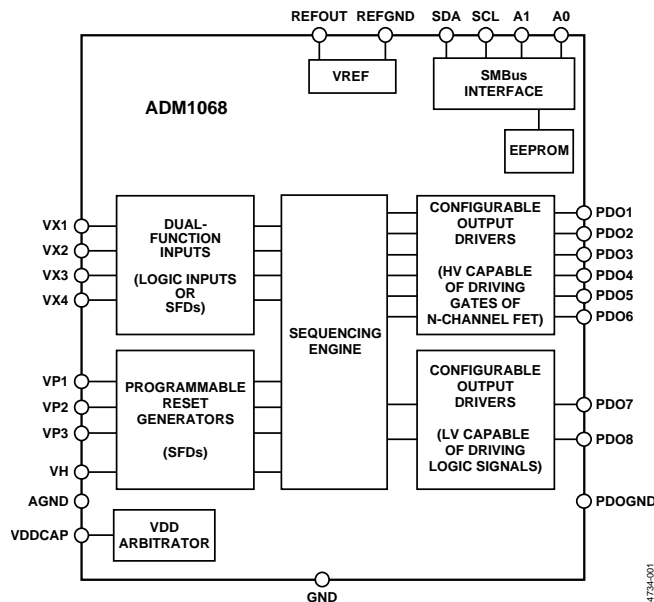 REFOUT REFGND SDA SCL A1 A0
VREF
SMBus
INTERFACE
ADM1068
EEPROM
VX1
VX2
VX3
VX4
DUAL-
FUNCTION
INPUTS
(LOGIC INPUTS
OR
SFDs)
SEQUENCING
ENGINE
CONFIGURABLE
OUTPUT
DRIVERS
(HV CAPABLE
OF DRIVING
GATES OF
N-CHANNEL FET)
PDO1
PDO2
PDO3
PDO4
PDO5
PDO6
VP1
VP2
VP3
VH
PROGRAMMABLE
RESET
GENERATORS
(SFDs)
CONFIGURABLE
OUTPUT
DRIVERS
(LV CAPABLE
OF DRIVING
LOGIC SIGNALS)
PDO7
PDO8
AGND
PDOGND
VDDCAP
VDD
ARBITRATOR
GND
4734-001